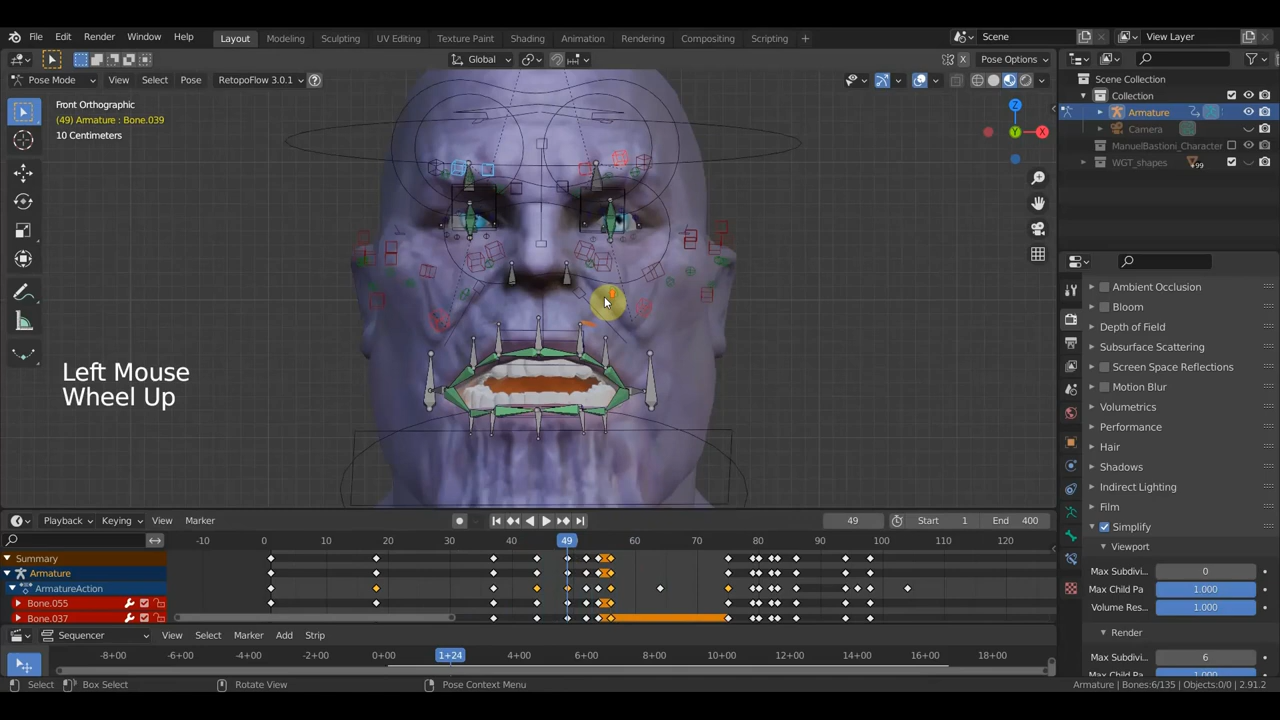 File Edit Render Window Help Layout Modeling Sculpting UV Editing Texture Paint Shading Animation Rendering Compositing Scripting + Scene View Layer
Global Pose Options
Pose Mode View Select Pose RetopoFlow 3.0.1
Front Orthographic
(49) Armature : Bone.039
10 Centimeters
Scene Collection
Collection
Armature
Camera
ManuelBastioni_Character
WGT_shapes
99
X
Y
Z
Ambient Occlusion
Bloom
Depth of Field
Subsurface Scattering
Screen Space Reflections
Motion Blur
Volumetrics
Performance
Hair
Shadows
Indirect Lighting
Film
Simplify
Viewport
Max Subdivi... 0
Max Child Pa 1.000
Volume Res... 1.000
Render
Max Subdivi... 6
Max Child Pa
Left Mouse
Wheel Up
Playback Keying View Marker 49 Start 1 End 400
-10 0 10 20 30 40 49 60 70 80 90 100 110 120
Summary
Armature
ArmatureAction
Bone.055
Bone.037
Sequencer View Select Marker Add Strip
-8+00 -6+00 -4+00 -2+00 0+00 1+24 4+00 6+00 8+00 10+00 12+00 14+00 16+00 18+00
Select Box Select Rotate View Pose Context Menu Armature | Bones:6/135 | Objects:0/0 | 2.91.2